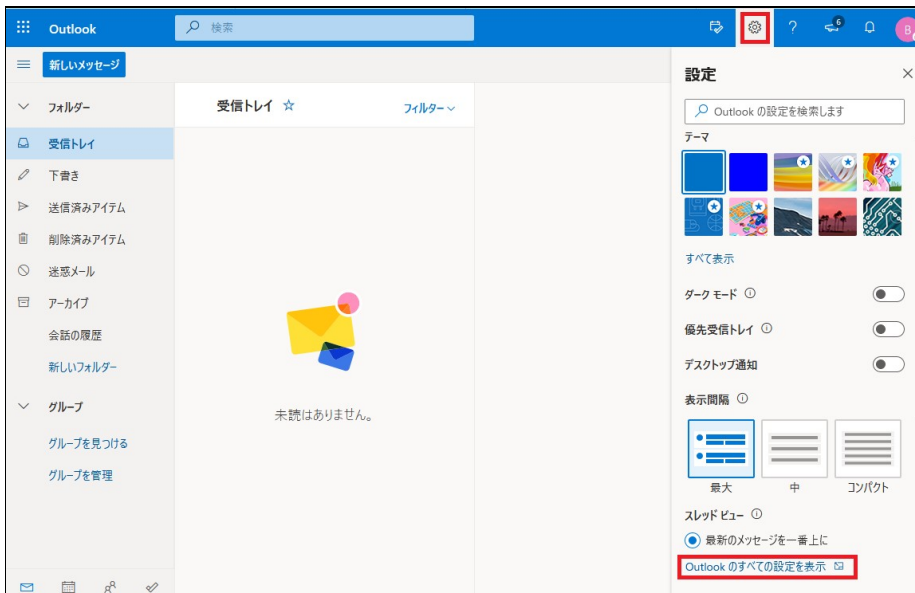 Outlook
検索
6
B
新しいメッセージ
フォルダー
受信トレイ
下書き
送信済みアイテム
削除済みアイテム
迷惑メール
アーカイブ
会話の履歴
新しいフォルダー
グループ
グループを見つける
グループを管理
受信トレイ ☆
フィルター
未読はありません。
設定
Outlook の設定を検索します
テーマ
すべて表示
ダーク モード
優先受信トレイ
デスクトップ通知
表示間隔
最大 中 コンパクト
スレッド ビュー
最新のメッセージを一番上に
Outlook のすべての設定を表示